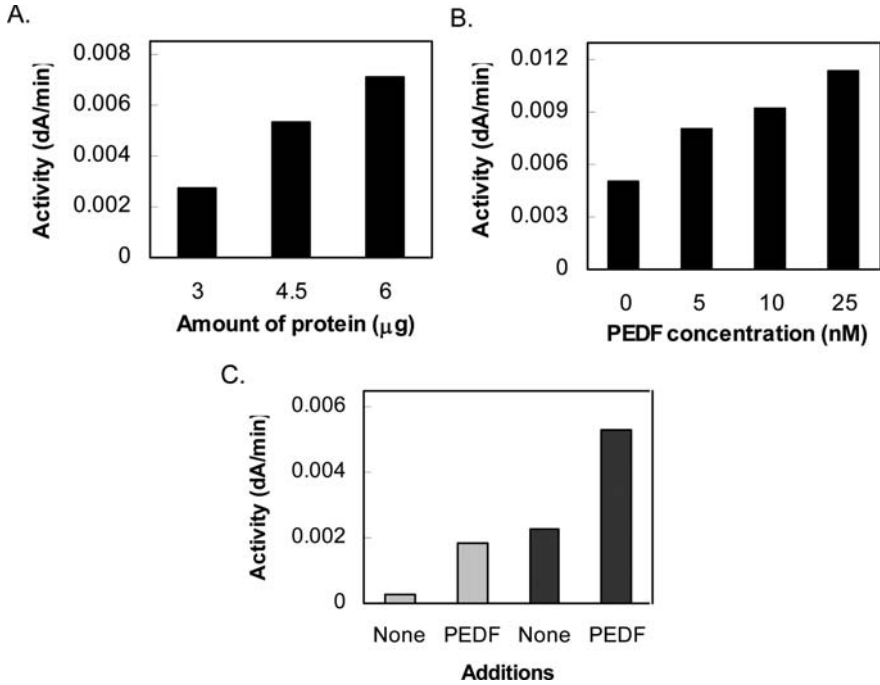 A.
Activity (dA/min)
0.008
0.006
0.004
0.002
0
3 4.5 6
Amount of protein (μg)
B.
Activity (dA/min)
0.012
0.009
0.006
0.003
0
0 5 10 25
PEDF concentration (nM)
C.
Activity (dA/min)
0.006
0.004
0.002
0
None PEDF None PEDF
Additions